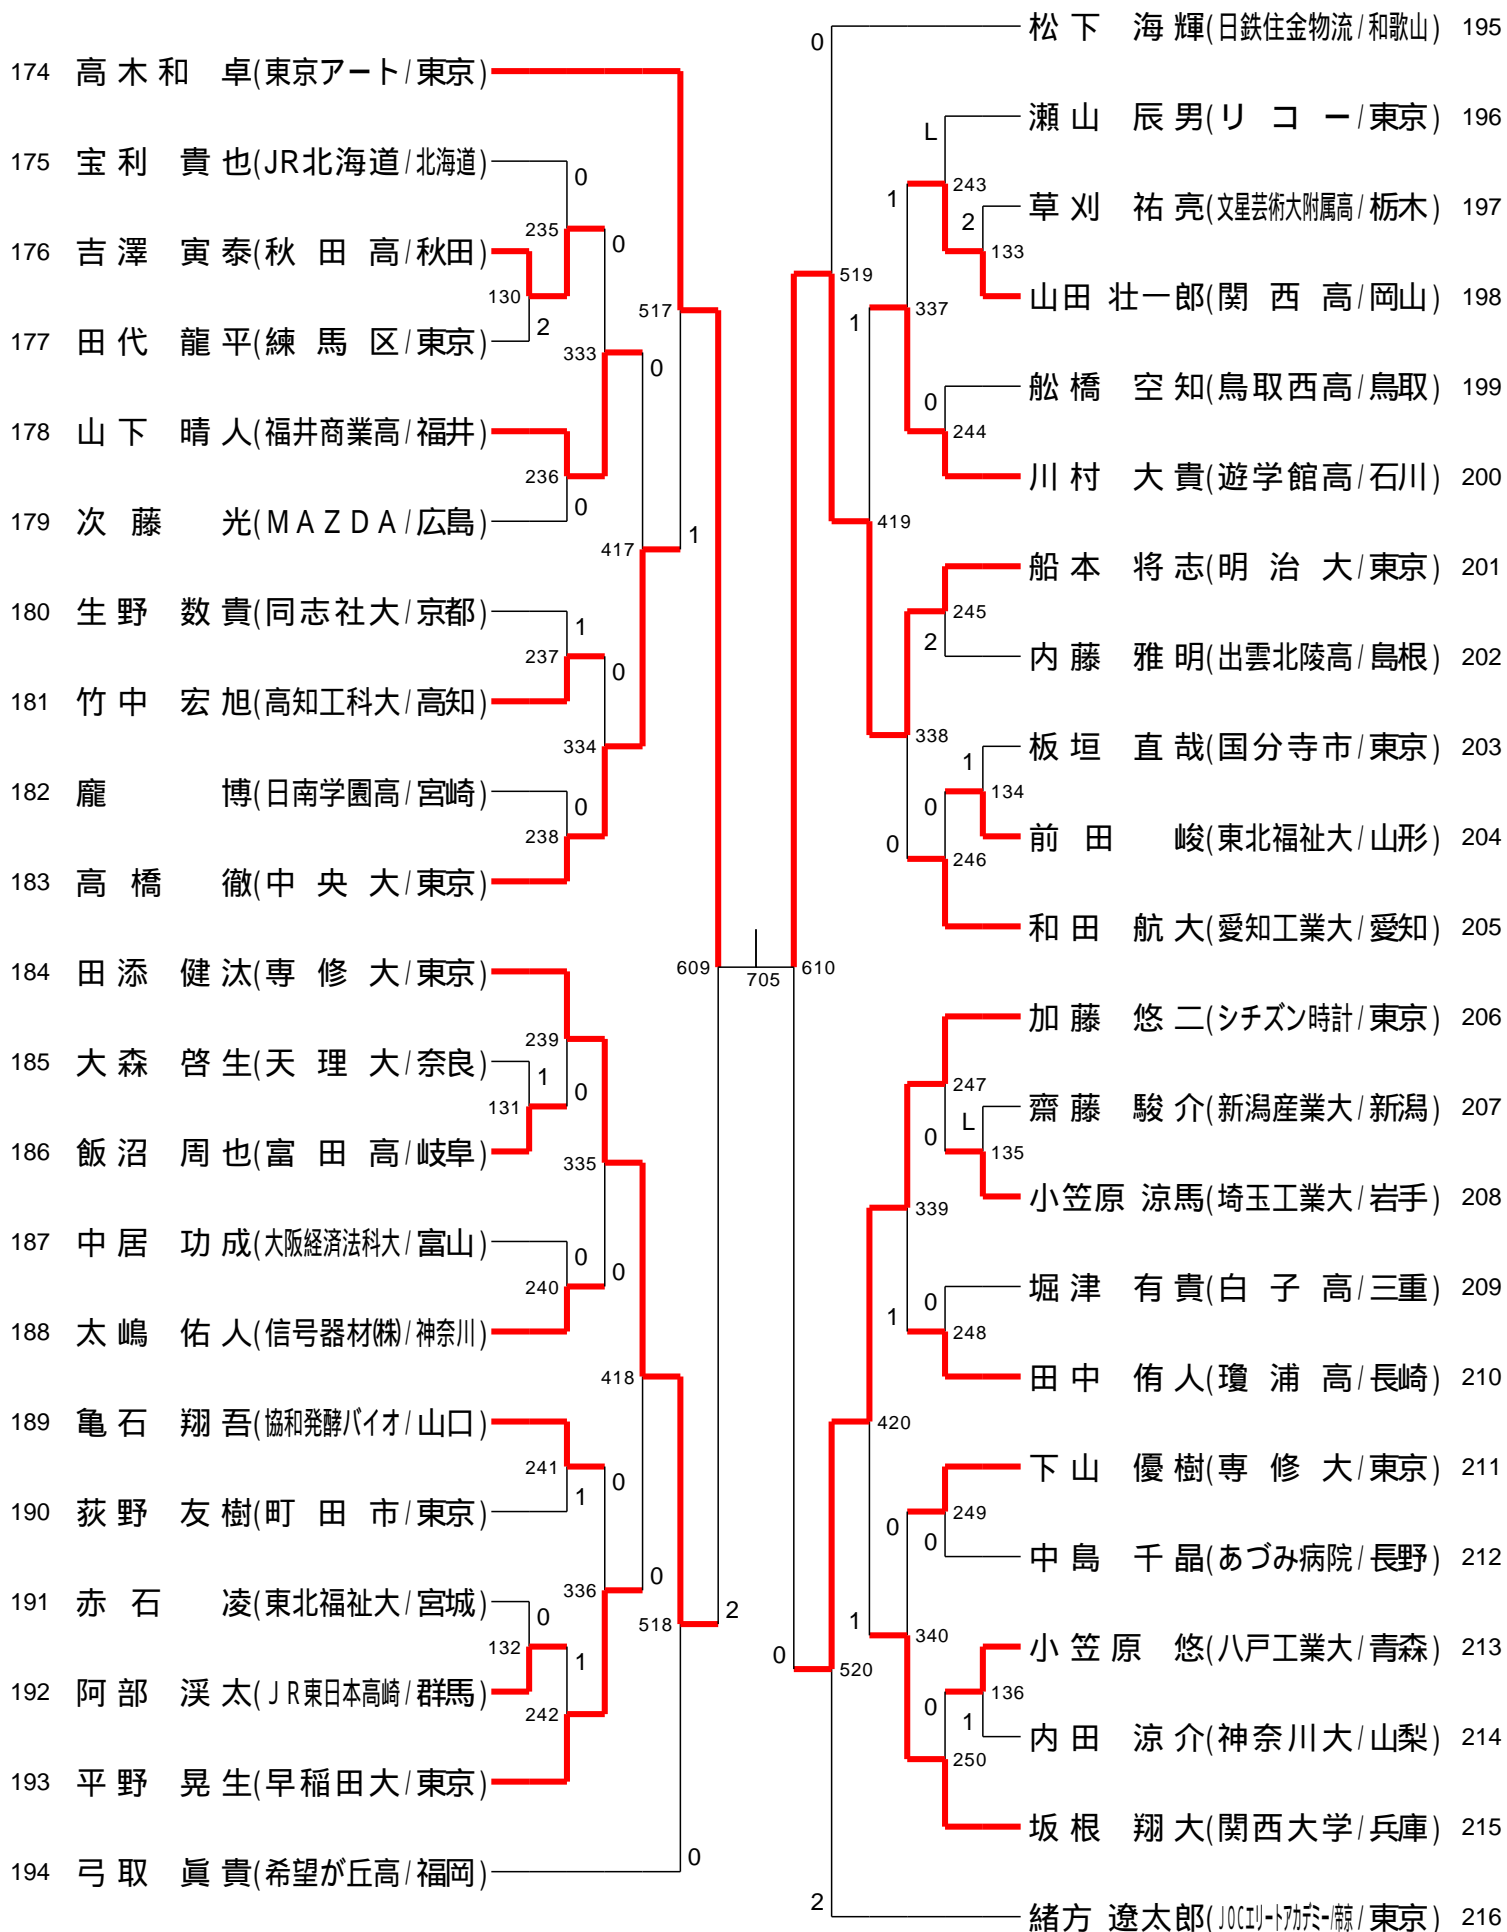 174 高木和 卓(東京アート/東京)
175 宝利 貴也(JR北海道/北海道)
0
235
176 吉澤 寅泰(秋田高/秋田)
0
130
177 田代 龍平(練馬区/東京)
2
333
517
0
178 山下 晴人(福井商業高/福井)
236
179 次藤 光(MAZDA/広島)
0
417
1
180 生野 数貴(同志社大/京都)
1
237
0
181 竹中 宏旭(高知工科大/高知)
334
182 龐 博(日南学園高/宮崎)
0
238
183 高橋 徹(中央大/東京)
184 田添 健汰(専修大/東京)
609
705
610
239
185 大森 啓生(天理大/奈良)
1
0
131
186 飯沼 周也(富田高/岐阜)
335
187 中居 功成(大阪経済法科大/富山)
0
0
240
188 太嶋 佑人(信号器材㈱/神奈川)
418
189 亀石 翔吾(協和発酵バイオ/山口)
241
0
190 荻野 友樹(町田市/東京)
1
336
0
191 赤石 凌(東北福祉大/宮城)
0
518
2
132
1
192 阿部 渓太(JR東日本高崎/群馬)
242
193 平野 晃生(早稲田大/東京)
194 弓取 眞貴(希望が丘高/福岡)
0
松下 海輝(日鉄住金物流/和歌山) 195
0
瀬山 辰男(リコー/東京) 196
L
243
1
草刈 祐亮(文星芸術大附属高/栃木) 197
2
133
519
山田 壮一郎(関西高/岡山) 198
337
1
舩橋 空知(鳥取西高/鳥取) 199
0
244
川村 大貴(遊学館高/石川) 200
419
船本 将志(明治大/東京) 201
245
2
内藤 雅明(出雲北陵高/島根) 202
338
板垣 直哉(国分寺市/東京) 203
1
134
0
前田 峻(東北福祉大/山形) 204
0
246
和田 航大(愛知工業大/愛知) 205
加藤 悠二(シチズン時計/東京) 206
247
齋藤 駿介(新潟産業大/新潟) 207
L
0
135
小笠原 涼馬(埼玉工業大/岩手) 208
339
堀津 有貴(白子高/三重) 209
0
1
248
田中 侑人(瓊浦高/長崎) 210
420
下山 優樹(専修大/東京) 211
249
0
0
中島 千晶(あづみ病院/長野) 212
1
340
小笠原 悠(八戸工業大/青森) 213
0
520
136
0
1
内田 涼介(神奈川大/山梨) 214
250
坂根 翔大(関西大学/兵庫) 215
2
緒方 遼太郎(JOCエリートアカデミー/帝京/東京) 216